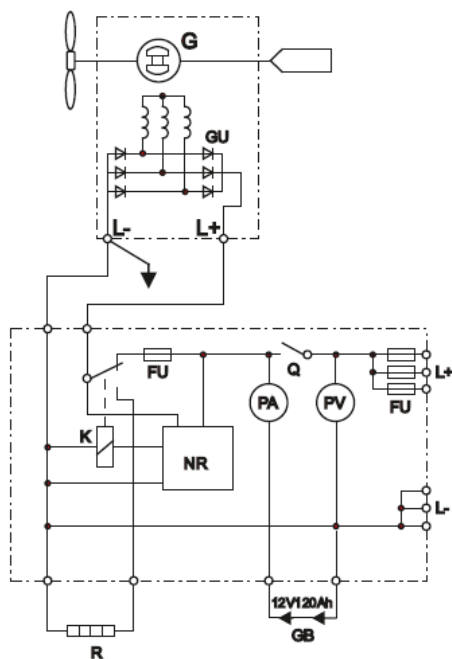 G
GU
L- L+
FU Q L+
PA PV FU
K NR
L-
12V120Ah
GB
R